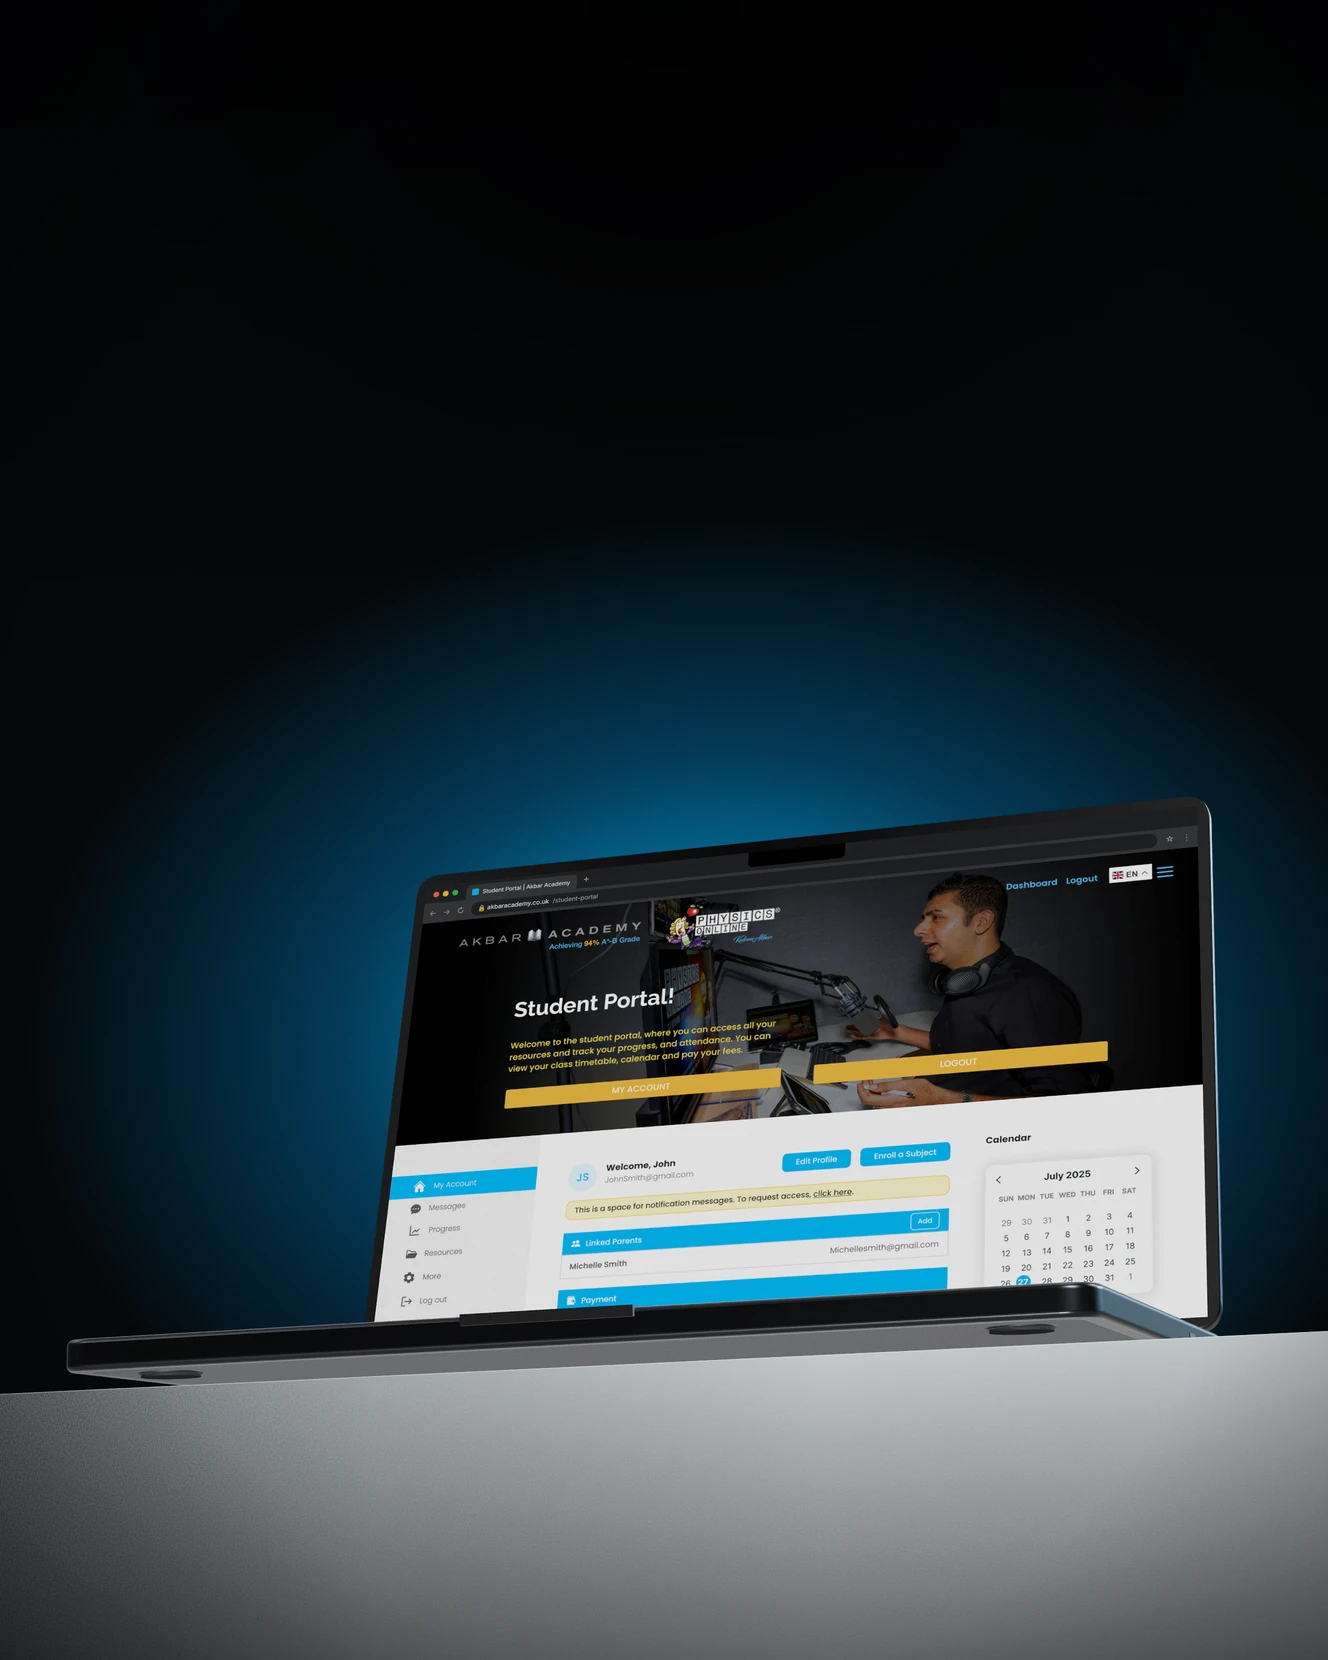 Student Portal | Akbar Academy
akbaracademy.co.uk /student-portal
AKBAR ACADEMY
Achieving 94% A*-B Grade
PHYSICS®
ONLINE
Dashboard Logout EN
Student Portal!
Welcome to the student portal, where you can access all your
resources and track your progress, and attendance. You can
view your class timetable, calendar and pay your fees.
MY ACCOUNT
LOGOUT
My Account
Messages
Progress
Resources
More
Log out
JS
Welcome, John
JohnSmith@gmail.com
Edit Profile
Enroll a Subject
This is a space for notification messages. To request access, click here.
Linked Parents
Add
Michelle Smith
Michellesmith@gmail.com
Payment
Calendar
July 2025
SUN MON TUE WED THU FRI SAT
29 30 31 1 2 3 4
5 6 7 8 9 10 11
12 13 14 15 16 17 18
19 20 21 22 23 24 25
26 27 28 29 30 31 1